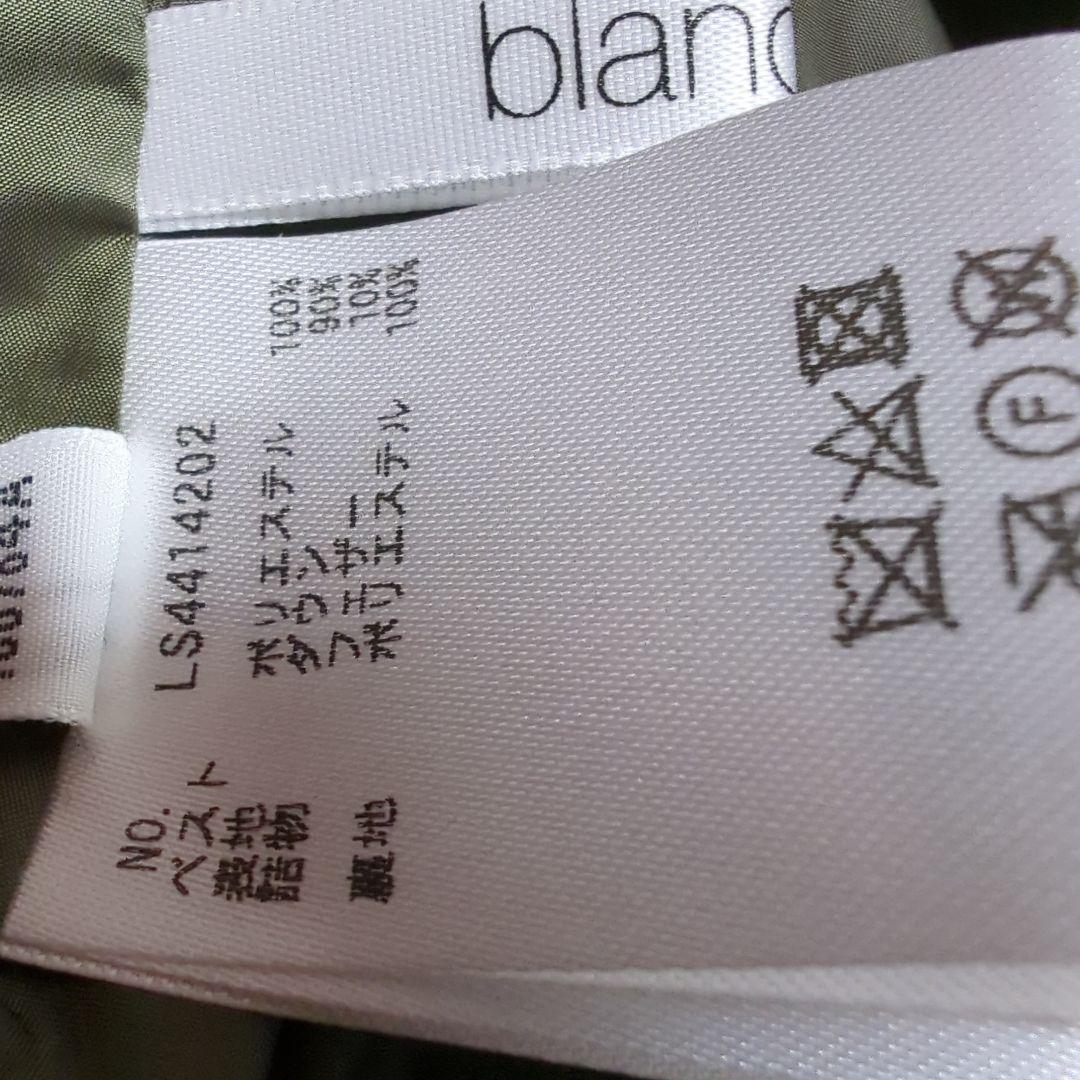 blanc
NO. LS4414202
ベスト
表地 ポリエステル 100%
詰物 ダウン 90%
フェザー 10%
裏地 ポリエステル 100%
F